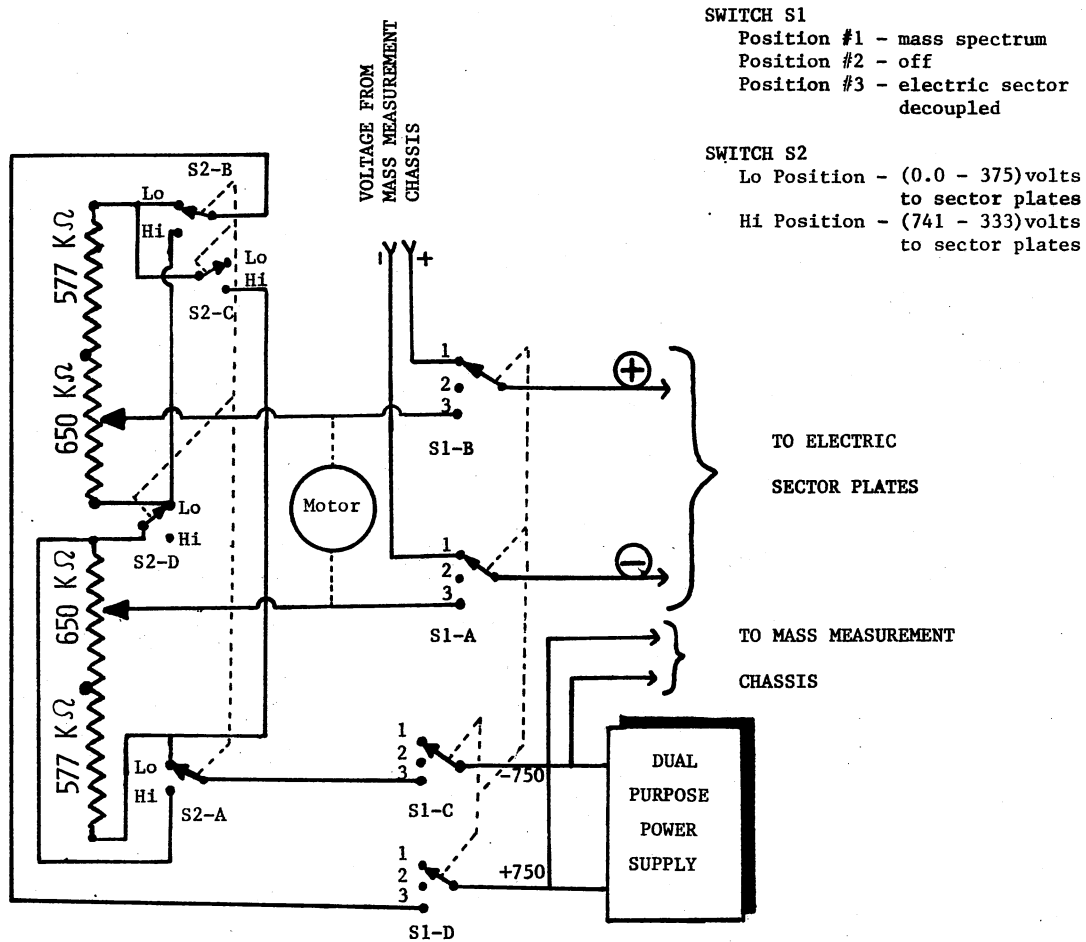 SWITCH S1
Position #1 - mass spectrum
Position #2 - off
Position #3 - electric sector
decoupled
SWITCH S2
Lo Position - (0.0 - 375)volts
to sector plates
Hi Position - (741 - 333)volts
to sector plates
VOLTAGE FROM
MASS MEASUREMENT
CHASSIS
- +
S2-B
Lo
Hi
Lo
Hi
S2-C
577 KΩ
650 KΩ
Lo
Hi
S2-D
650 KΩ
577 KΩ
Lo
Hi
S2-A
Motor
1
2
3
S1-B
+
1
2
3
S1-A
-
TO ELECTRIC
SECTOR PLATES
TO MASS MEASUREMENT
CHASSIS
1
2
3
S1-C
-750
1
2
3
S1-D
+750
DUAL
PURPOSE
POWER
SUPPLY